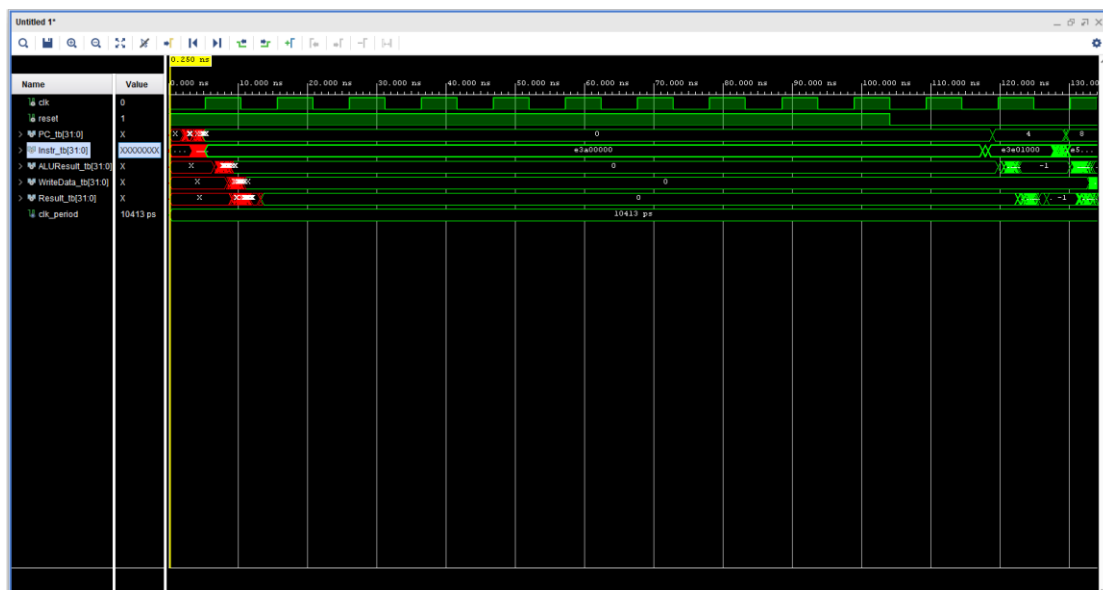 Untitled 1*
0.250 ns
Name Value
0.000 ns 10.000 ns 20.000 ns 30.000 ns 40.000 ns 50.000 ns 60.000 ns 70.000 ns 80.000 ns 90.000 ns 100.000 ns 110.000 ns 120.000 ns 130.00
clk 0
reset 1
PC_tb[31:0] X X X 0 4 8
Instr_tb[31:0] XXXXXXXX ... e3a00000 e3e01000 e5...
ALUResult_tb[31:0] X X 0 -1
WriteData_tb[31:0] X X 0
Result_tb[31:0] X X 0 -1
clk_period 10413 ps 10413 ps